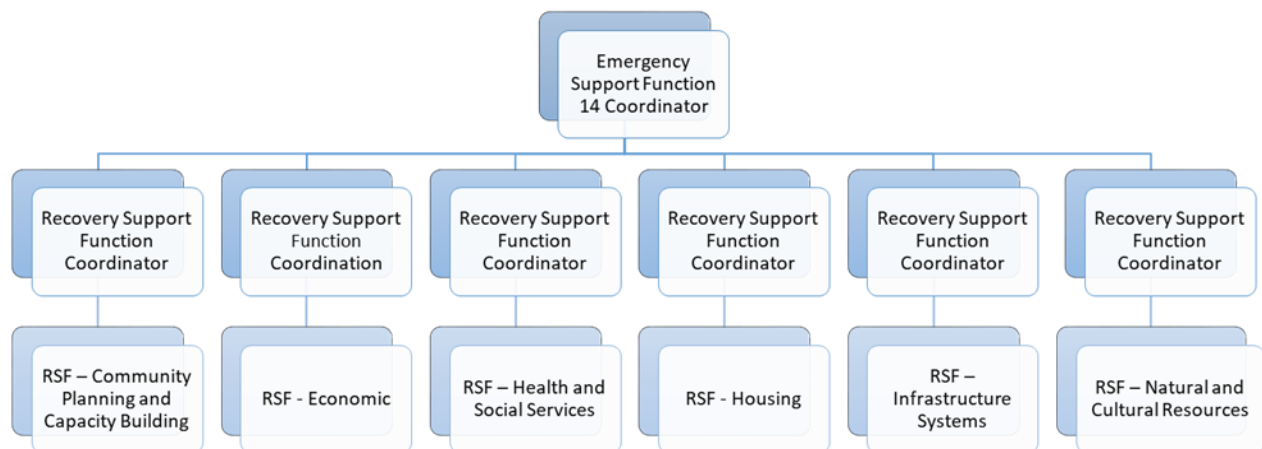 Emergency
Support Function
14 Coordinator
Recovery Support
Function
Coordinator
Recovery Support
Function
Coordination
Recovery Support
Function
Coordinator
Recovery Support
Function
Coordinator
Recovery Support
Function
Coordinator
Recovery Support
Function
Coordinator
RSF – Community
Planning and
Capacity Building
RSF - Economic
RSF – Health and
Social Services
RSF - Housing
RSF –
Infrastructure
Systems
RSF – Natural and
Cultural Resources